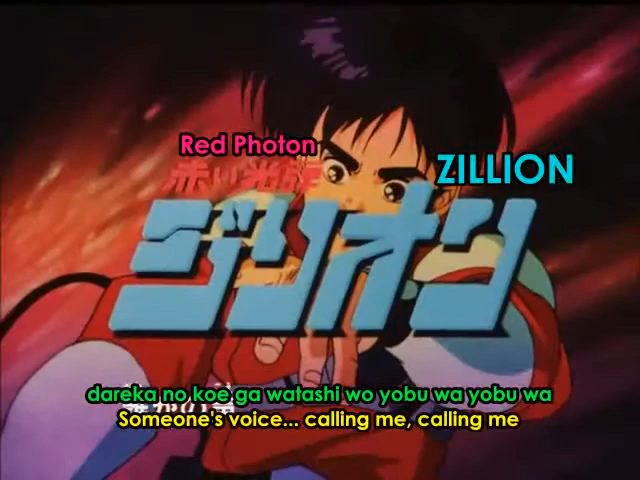 Red Photon
赤い光弾
ZILLION
ジリオン
dareka no koe ga watashi wo yobu wa yobu wa
Someone's voice... calling me, calling me